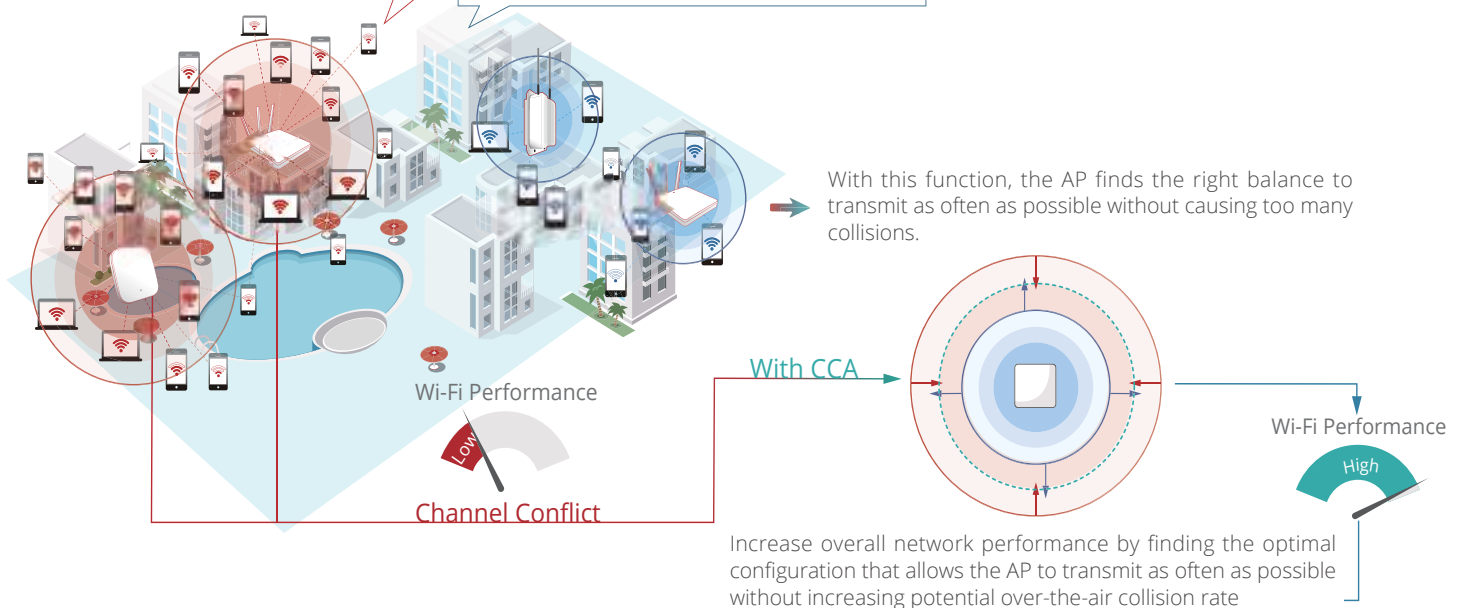 With this function, the AP finds the right balance to
transmit as often as possible without causing too many
collisions.
With CCA
Wi-Fi Performance
Low
Channel Conflict
Wi-Fi Performance
High
Increase overall network performance by finding the optimal
configuration that allows the AP to transmit as often as possible
without increasing potential over-the-air collision rate